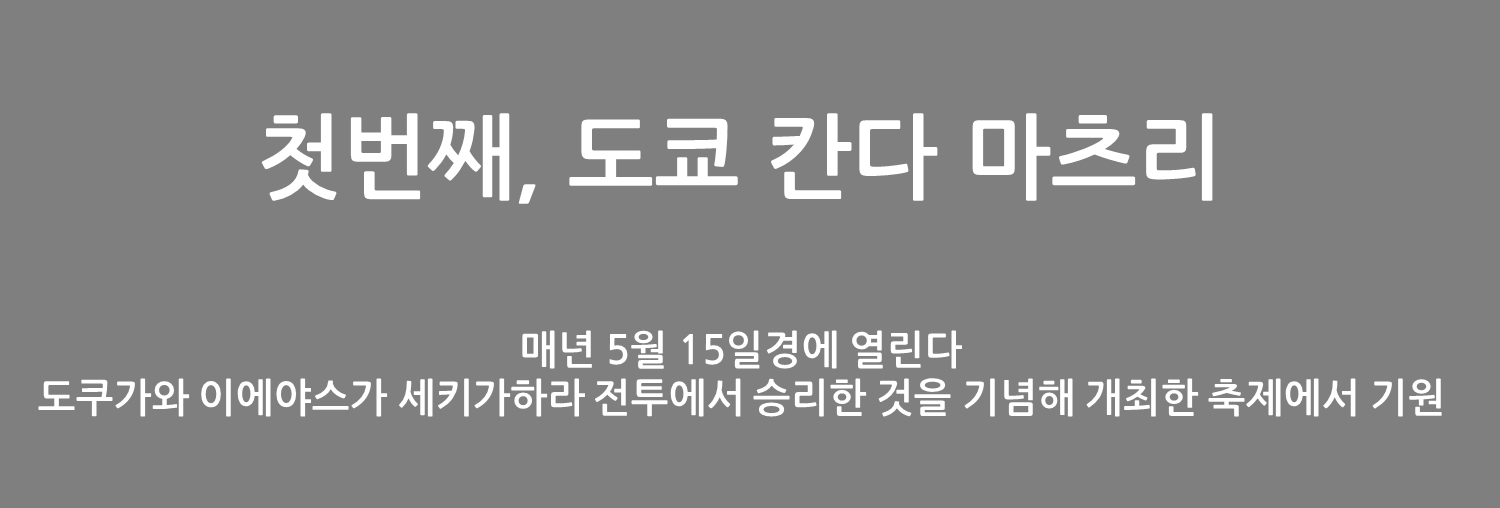 첫번째, 도쿄 칸다 마츠리
매년 5월 15일경에 열린다
도쿠가와 이에야스가 세키가하라 전투에서 승리한 것을 기념해 개최한 축제에서 기원